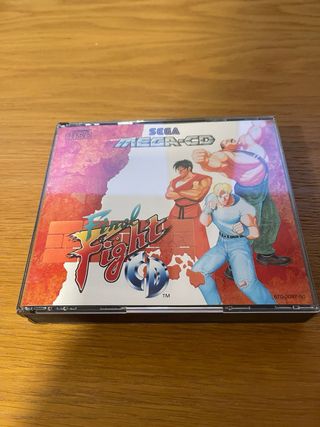 SEGA
MEGA-CD
Final
Fight
CD
TM